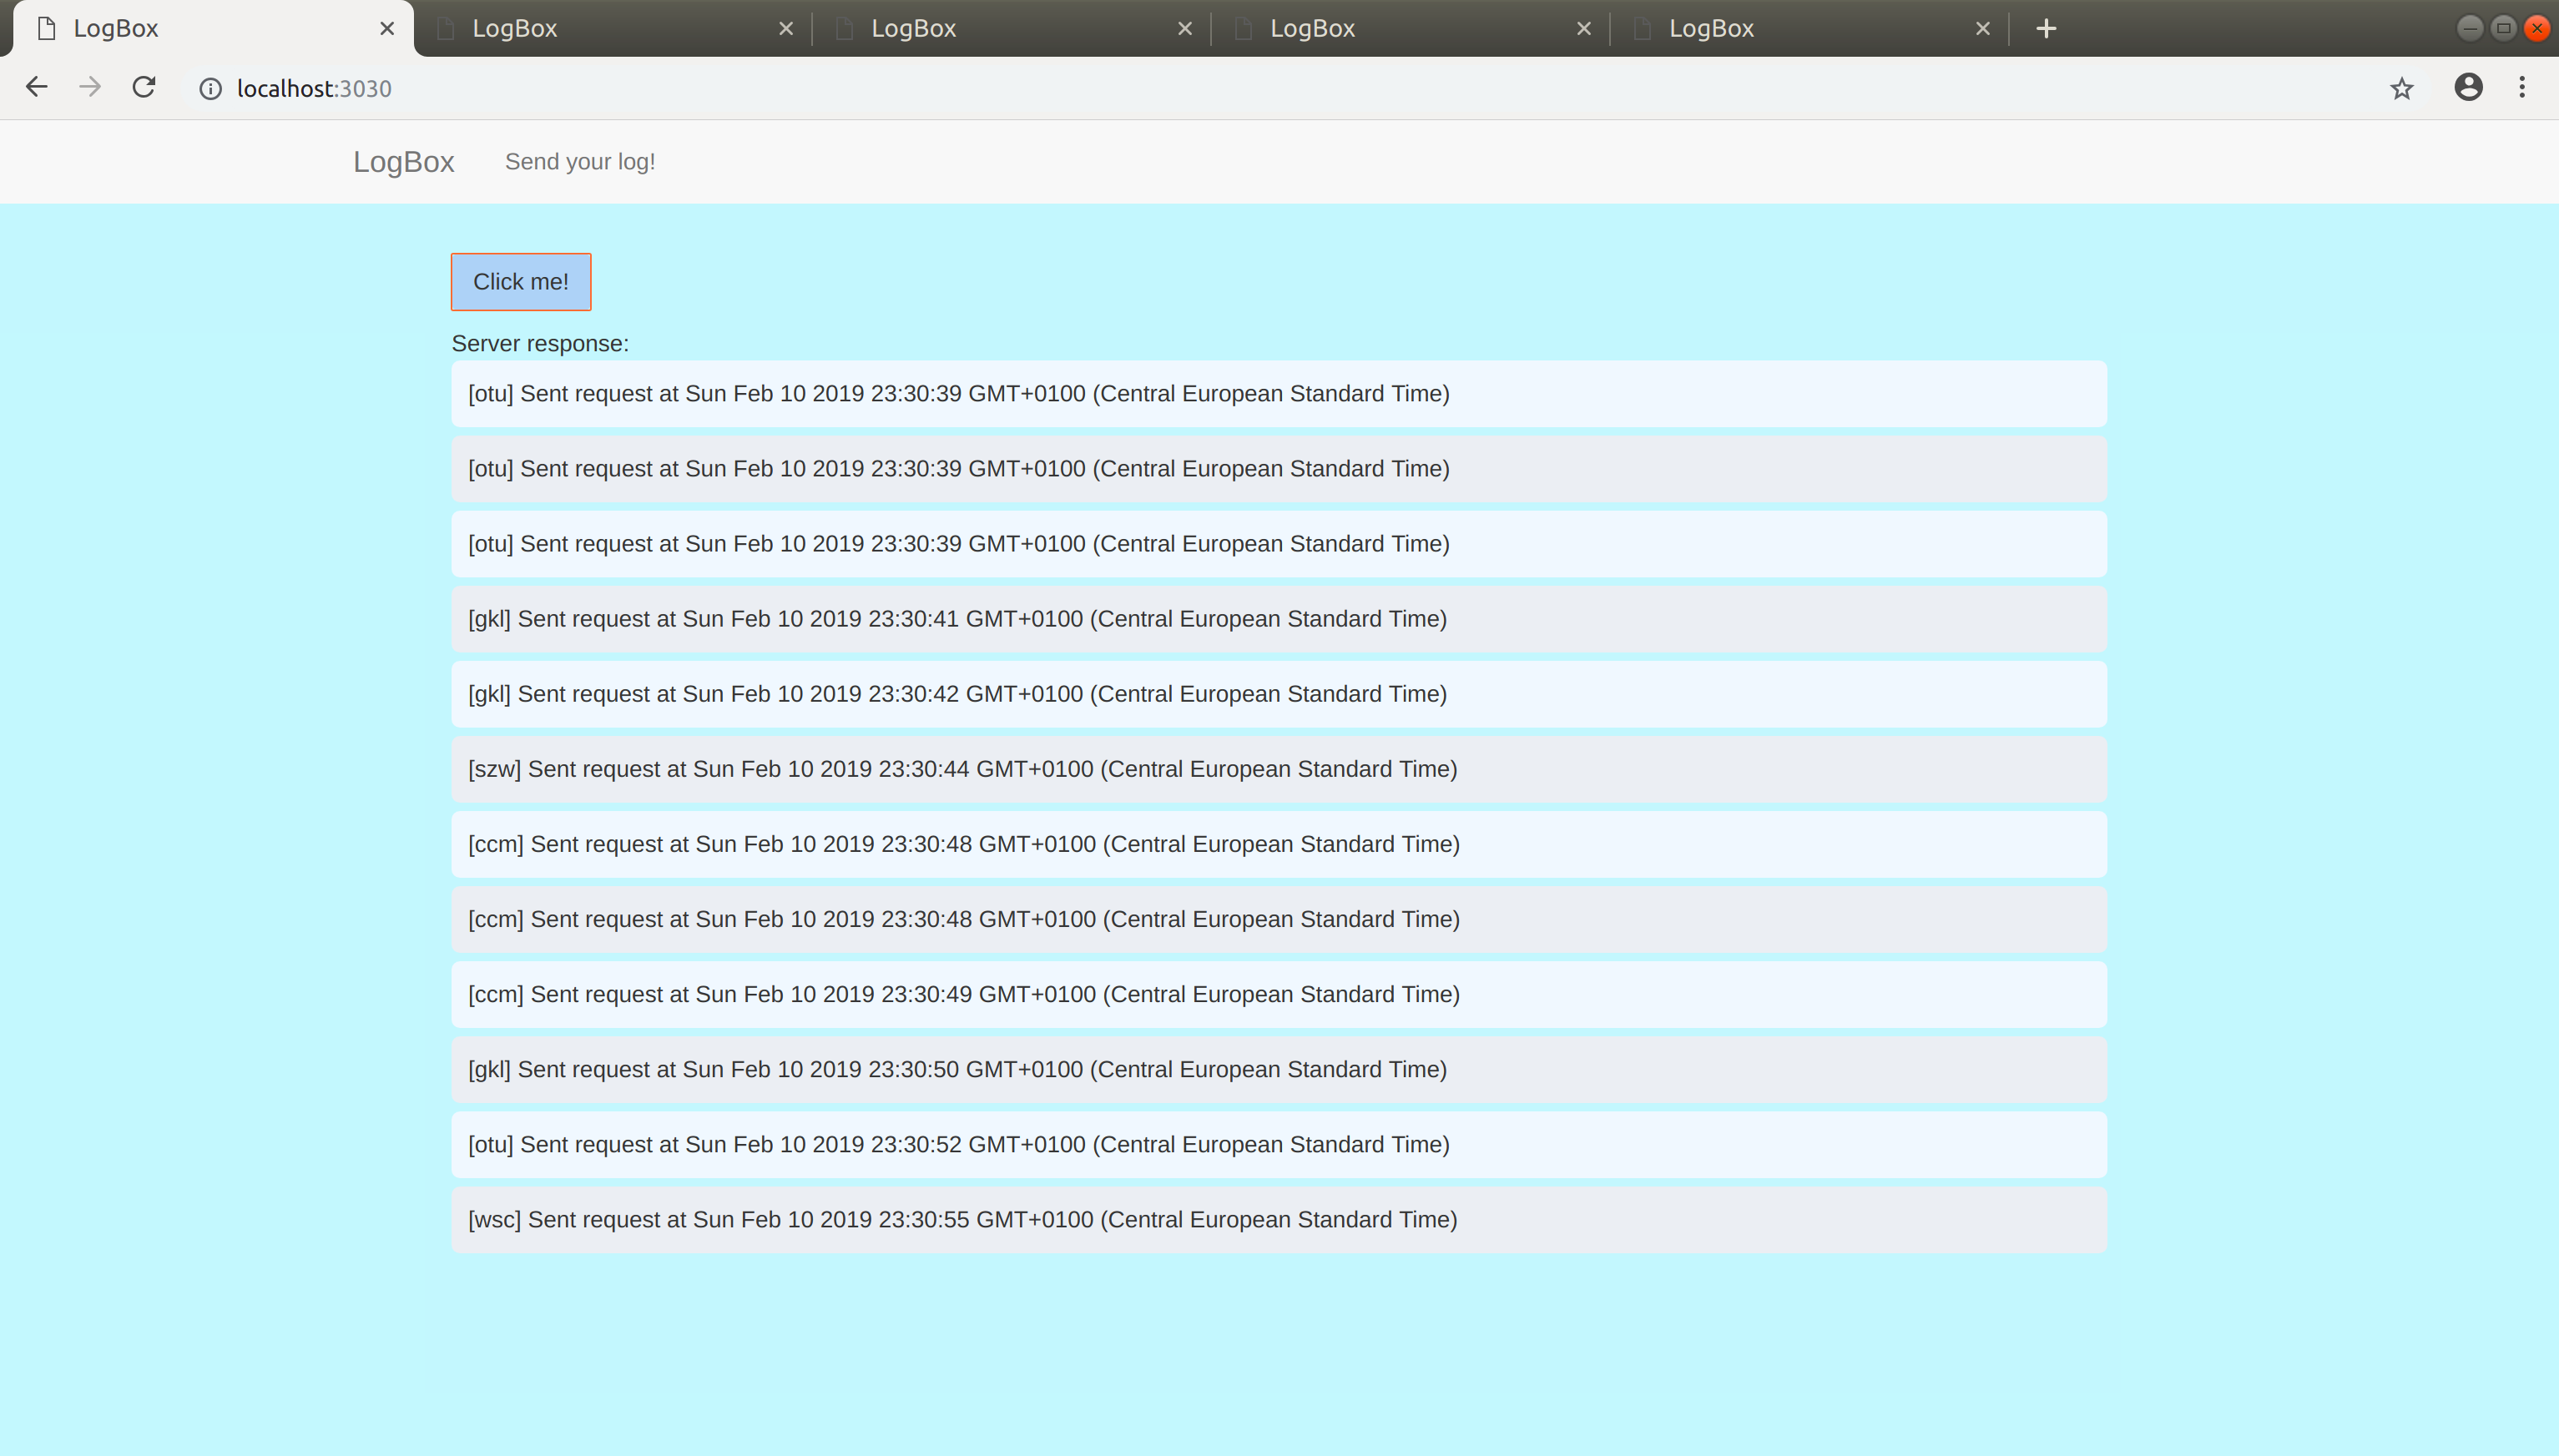 LogBox LogBox LogBox LogBox LogBox
localhost:3030
LogBox Send your log!
Click me!
Server response:
[otu] Sent request at Sun Feb 10 2019 23:30:39 GMT+0100 (Central European Standard Time)
[otu] Sent request at Sun Feb 10 2019 23:30:39 GMT+0100 (Central European Standard Time)
[otu] Sent request at Sun Feb 10 2019 23:30:39 GMT+0100 (Central European Standard Time)
[gkl] Sent request at Sun Feb 10 2019 23:30:41 GMT+0100 (Central European Standard Time)
[gkl] Sent request at Sun Feb 10 2019 23:30:42 GMT+0100 (Central European Standard Time)
[szw] Sent request at Sun Feb 10 2019 23:30:44 GMT+0100 (Central European Standard Time)
[ccm] Sent request at Sun Feb 10 2019 23:30:48 GMT+0100 (Central European Standard Time)
[ccm] Sent request at Sun Feb 10 2019 23:30:48 GMT+0100 (Central European Standard Time)
[ccm] Sent request at Sun Feb 10 2019 23:30:49 GMT+0100 (Central European Standard Time)
[gkl] Sent request at Sun Feb 10 2019 23:30:50 GMT+0100 (Central European Standard Time)
[otu] Sent request at Sun Feb 10 2019 23:30:52 GMT+0100 (Central European Standard Time)
[wsc] Sent request at Sun Feb 10 2019 23:30:55 GMT+0100 (Central European Standard Time)